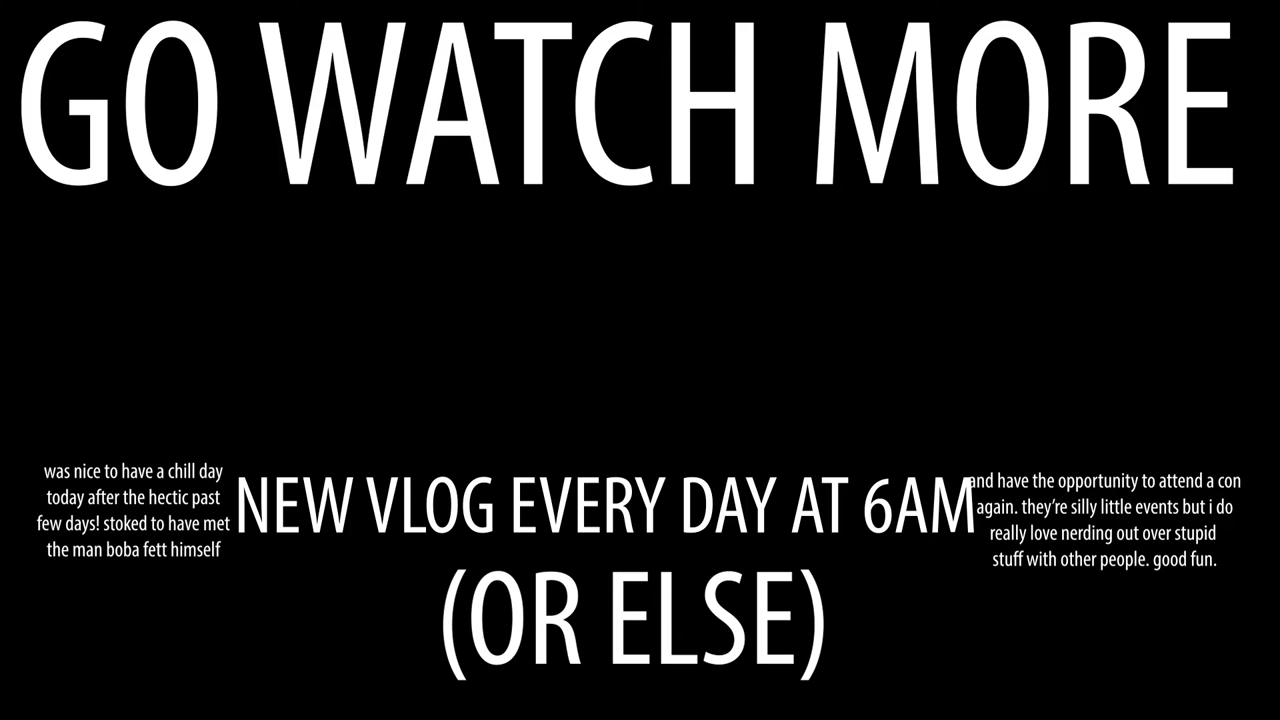 GO WATCH MORE
was nice to have a chill day
today after the hectic past
few days! stoked to have met
the man boba fett himself
NEW VLOG EVERY DAY AT 6AM
(OR ELSE)
and have the opportunity to attend a con
again. they're silly little events but i do
really love nerding out over stupid
stuff with other people. good fun.